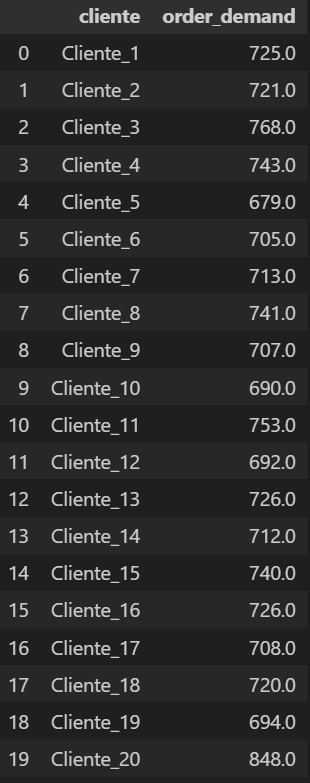 cliente order_demand
0 Cliente_1 725.0
1 Cliente_2 721.0
2 Cliente_3 768.0
3 Cliente_4 743.0
4 Cliente_5 679.0
5 Cliente_6 705.0
6 Cliente_7 713.0
7 Cliente_8 741.0
8 Cliente_9 707.0
9 Cliente_10 690.0
10 Cliente_11 753.0
11 Cliente_12 692.0
12 Cliente_13 726.0
13 Cliente_14 712.0
14 Cliente_15 740.0
15 Cliente_16 726.0
16 Cliente_17 708.0
17 Cliente_18 720.0
18 Cliente_19 694.0
19 Cliente_20 848.0